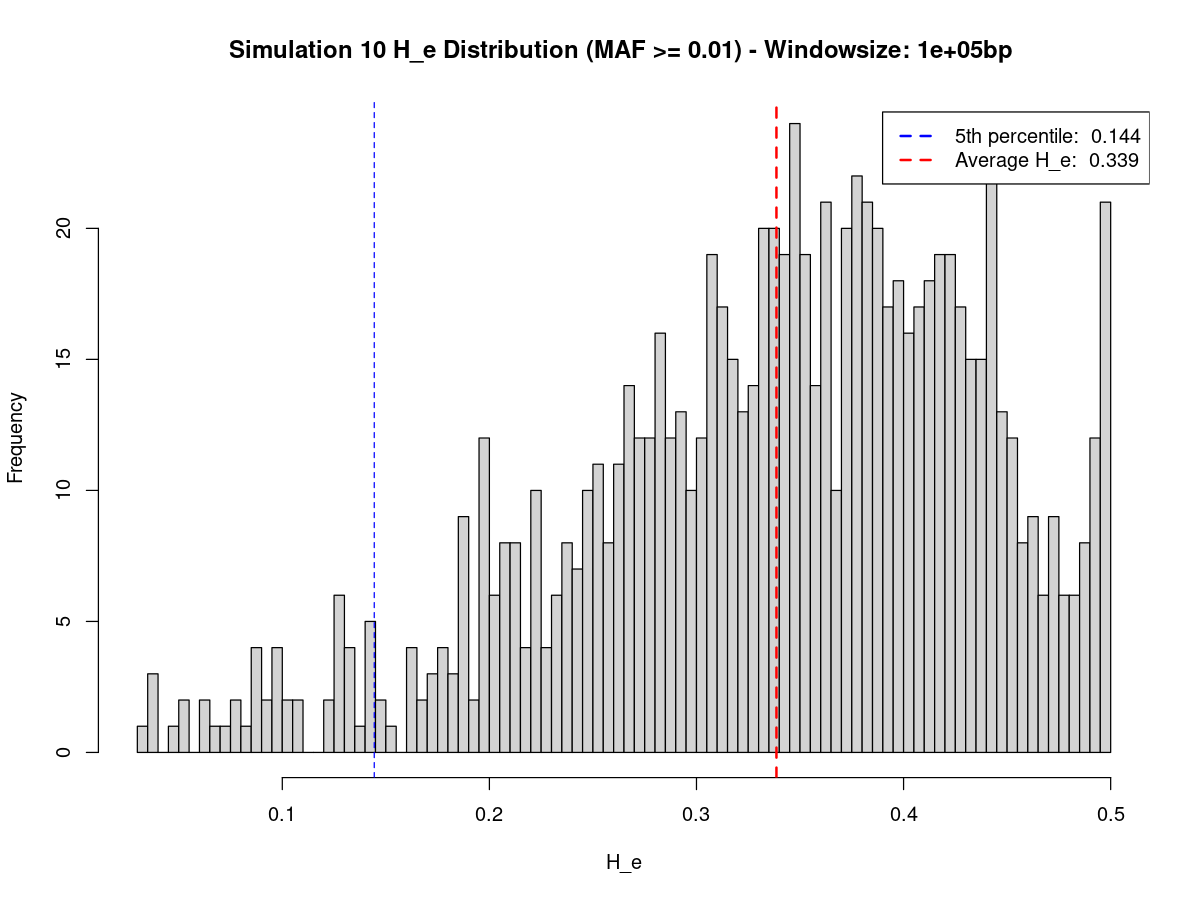 Simulation 10 H_e Distribution (MAF >= 0.01) - Windowsize: 1e+05bp
5th percentile: 0.144
Average H_e: 0.339
Frequency
20
15
10
5
0
0.1 0.2 0.3 0.4 0.5
H_e